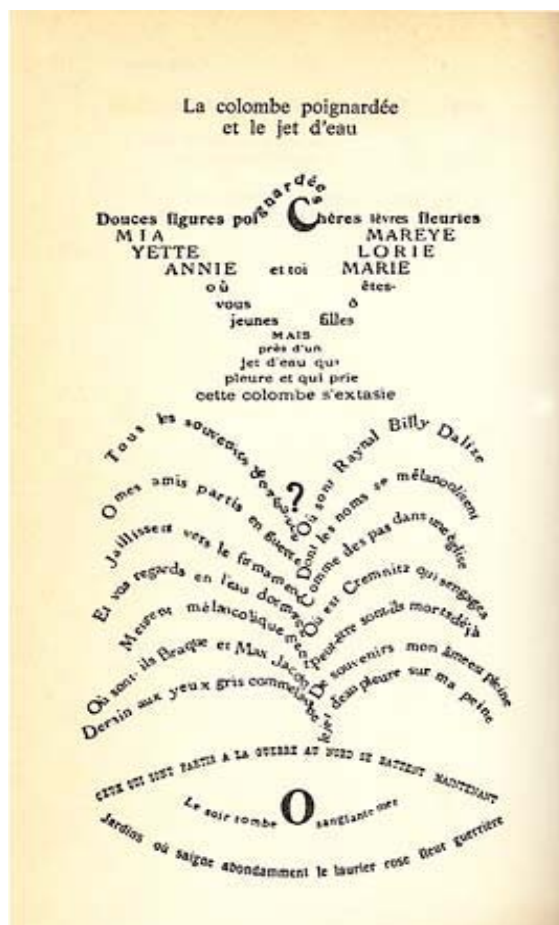 La colombe poignardée
et le jet d'eau
Douces figures poignardées Chères lèvres fleuries
MIA MAREYE
YETTE LORIE
ANNIE et toi MARIE
où êtes-
vous ô
jeunes filles
MAIS
près d'un
jet d'eau qui
pleure et qui prie
cette colombe s'extasie
?
Tous les souvenirs de naguère
O mes amis partis en guerre
Jaillissent vers le firmament
Et vos regards en l'eau dormant
Meurent mélancoliquement
Où sont-ils Braque et Max Jacob
Derain aux yeux gris comme l'aube
Où sont Raynal Billy Dalize
Dont les noms se mélancolisent
Comme des pas dans une église
Où est Cremnitz qui s'engagea
Peut-être sont-ils morts déjà
De souvenirs mon âme est pleine
Le jet d'eau pleure sur ma peine
CEUX QUI SONT PARTIS A LA GUERRE AU NORD SE BATTENT MAINTENANT
Le soir tombe O sanglante mer
Jardins où saigne abondamment le laurier rose fleur guerrière